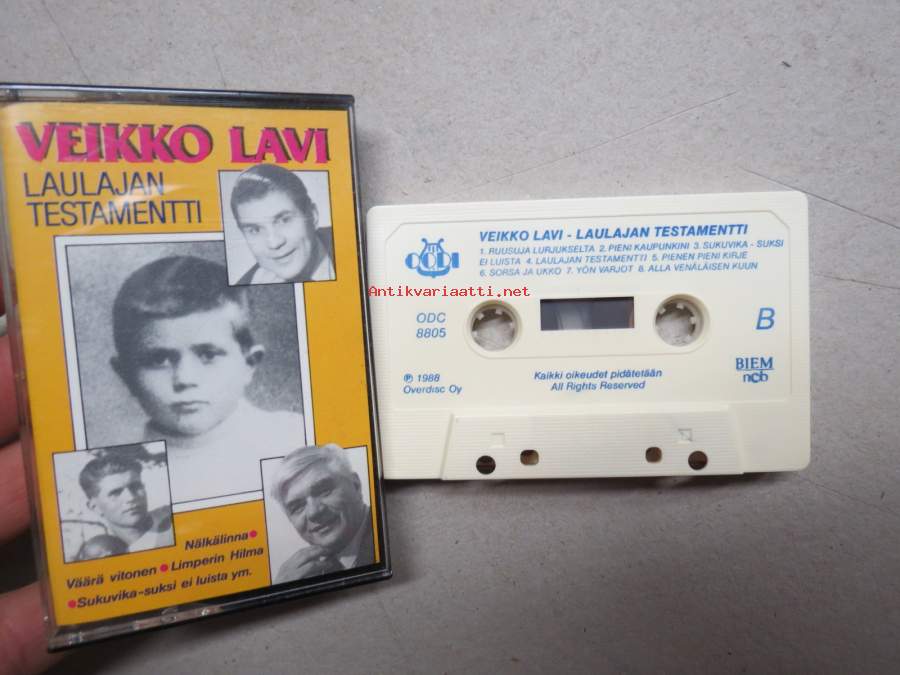 VEIKKO LAVI
LAULAJAN
TESTAMENTTI
Nälkälinna
Väärä vitonen • Limperin Hilma
• Sukuvika-suksi ei luista ym.
VEIKKO LAVI - LAULAJAN TESTAMENTTI
1. RUUSUJA LURJUKSELTA 2. PIENI KAUPUNKINI 3. SUKUVIKA - SUKSI
EI LUISTA 4. LAULAJAN TESTAMENTTI 5. PIENEN PIENI KIRJE
6. SORSA JA UKKO 7. YÖN VARJOT 8. ALLA VENÄLÄISEN KUUN
Antikvariaatti.net
ODC
8805
B
℗ 1988
Overdisc Oy
Kaikki oikeudet pidätetään
All Rights Reserved
BIEM
ncb